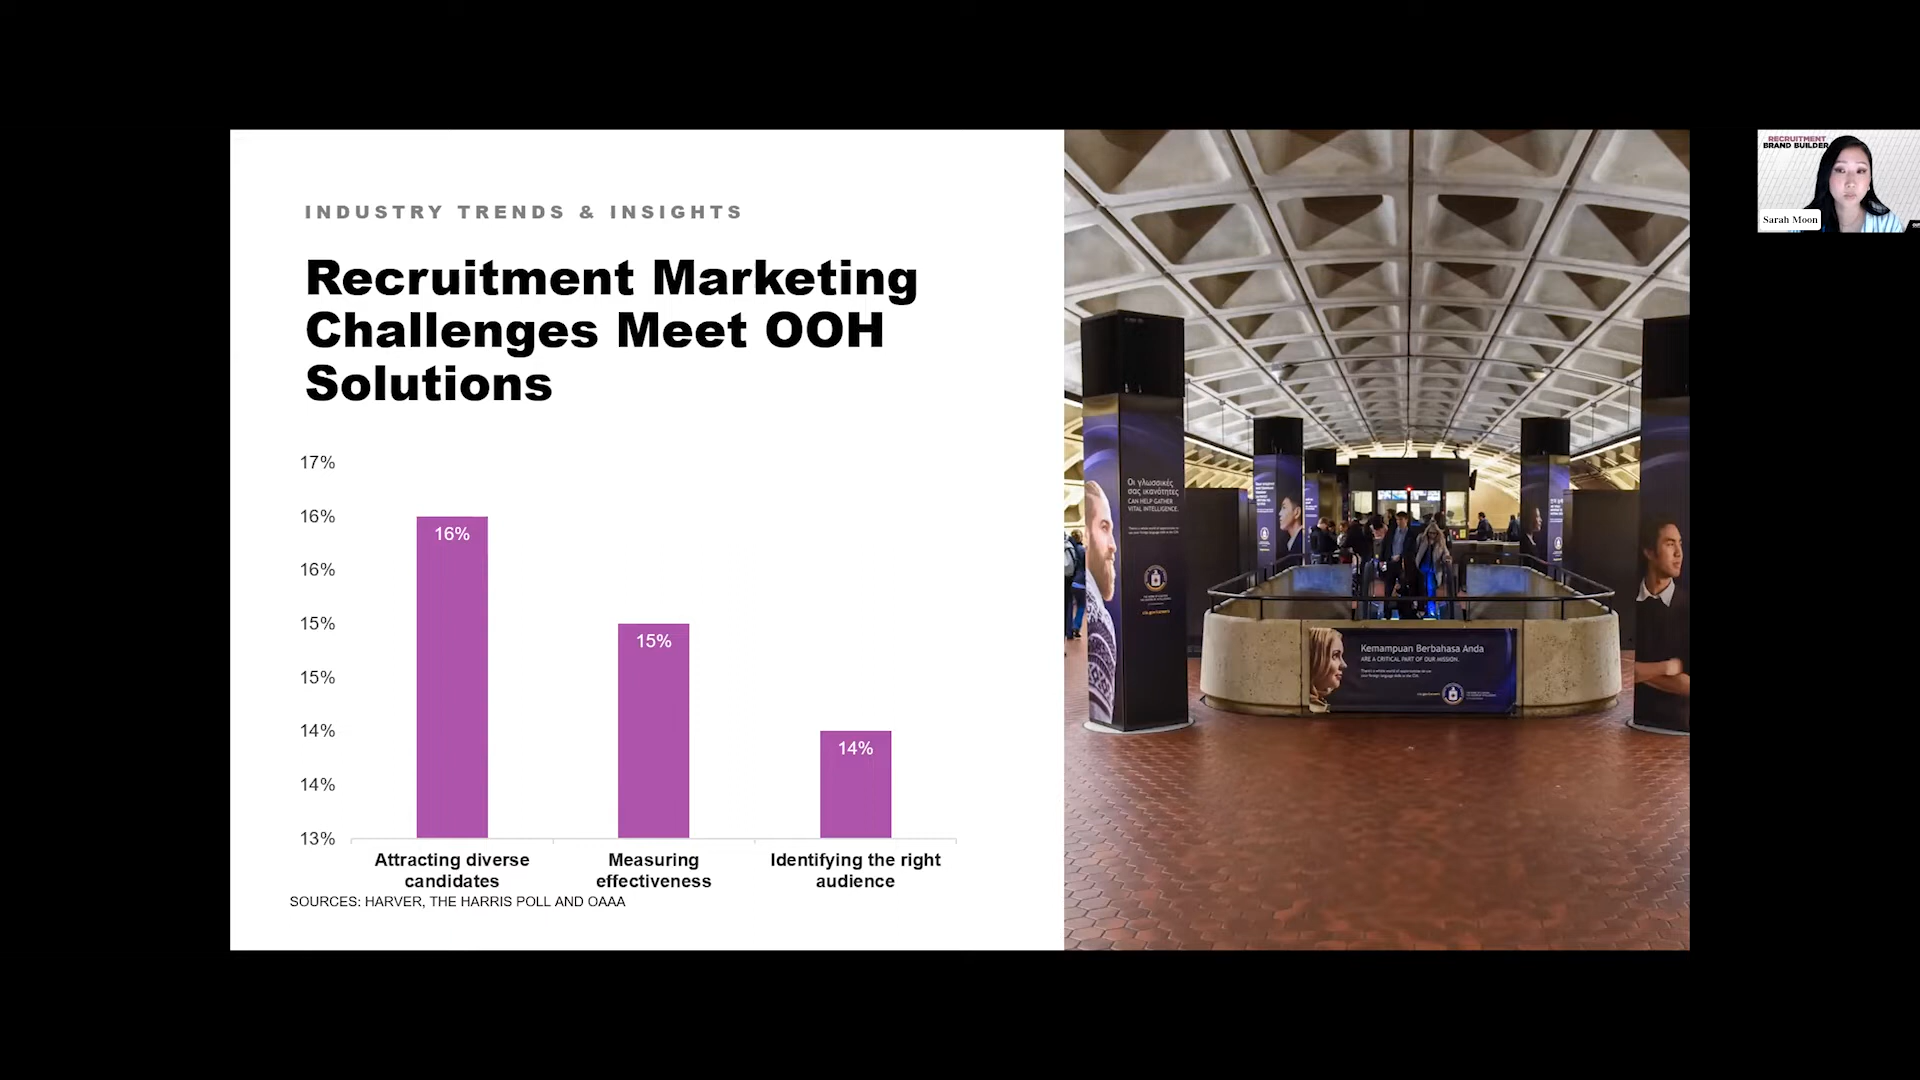 INDUSTRY TRENDS & INSIGHTS
Recruitment Marketing
Challenges Meet OOH
Solutions
17%
16%
16%
15%
15%
14%
14%
13%
16%
15%
14%
Attracting diverse
candidates
Measuring
effectiveness
Identifying the right
audience
SOURCES: HARVER, THE HARRIS POLL AND OAAA
Οι γλωσσικές
σας ικανότητες
CAN HELP GATHER
VITAL INTELLIGENCE.
Kemampuan Berbahasa Anda
ARE A CRITICAL PART OF OUR MISSION.
RECRUITMENT
BRAND BUILDER
Sarah Moon